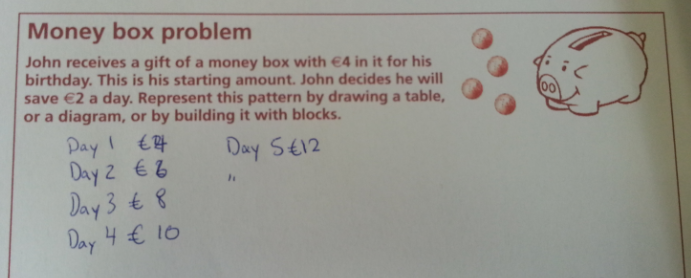 Money box problem
John receives a gift of a money box with €4 in it for his
birthday. This is his starting amount. John decides he will
save €2 a day. Represent this pattern by drawing a table,
or a diagram, or by building it with blocks.
Day 1 €4
Day 2 €6
Day 3 € 8
Day 4 € 10
Day 5 €12
"